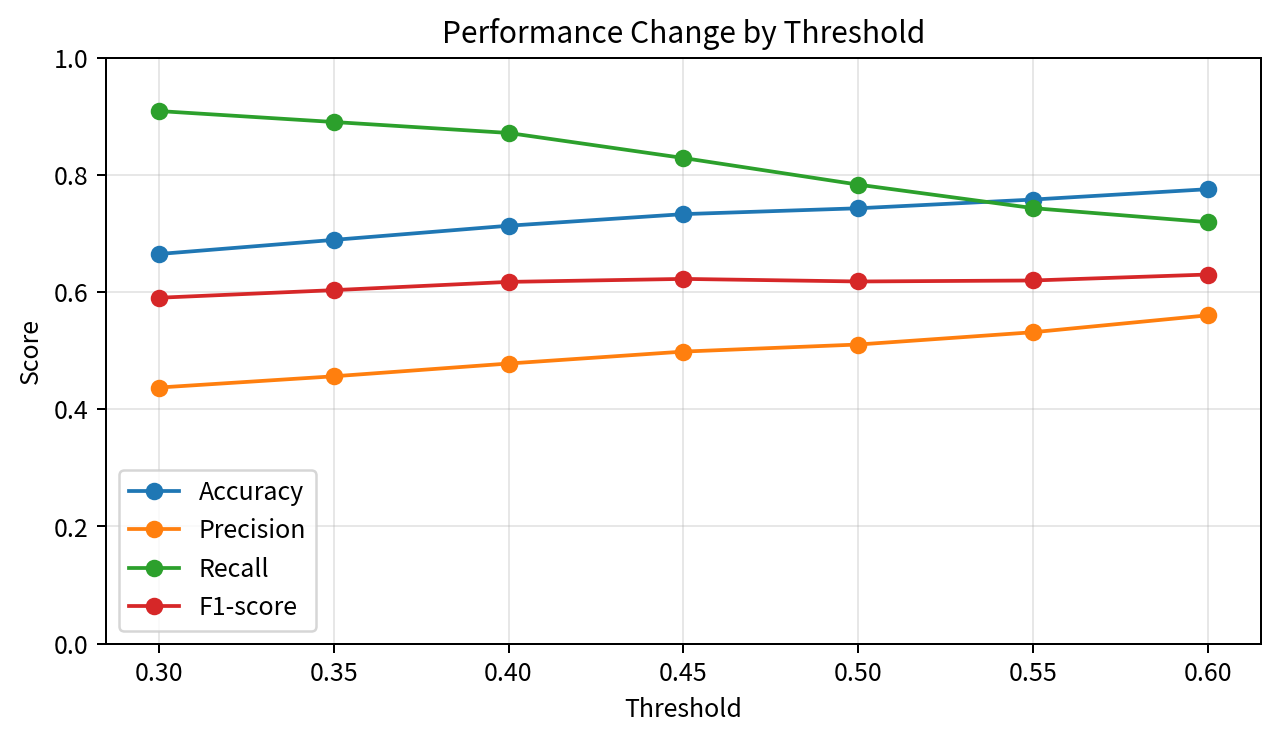 Performance Change by Threshold
1.0
0.8
0.6
0.4
0.2
0.0
Score
Accuracy
Precision
Recall
F1-score
0.30 0.35 0.40 0.45 0.50 0.55 0.60
Threshold